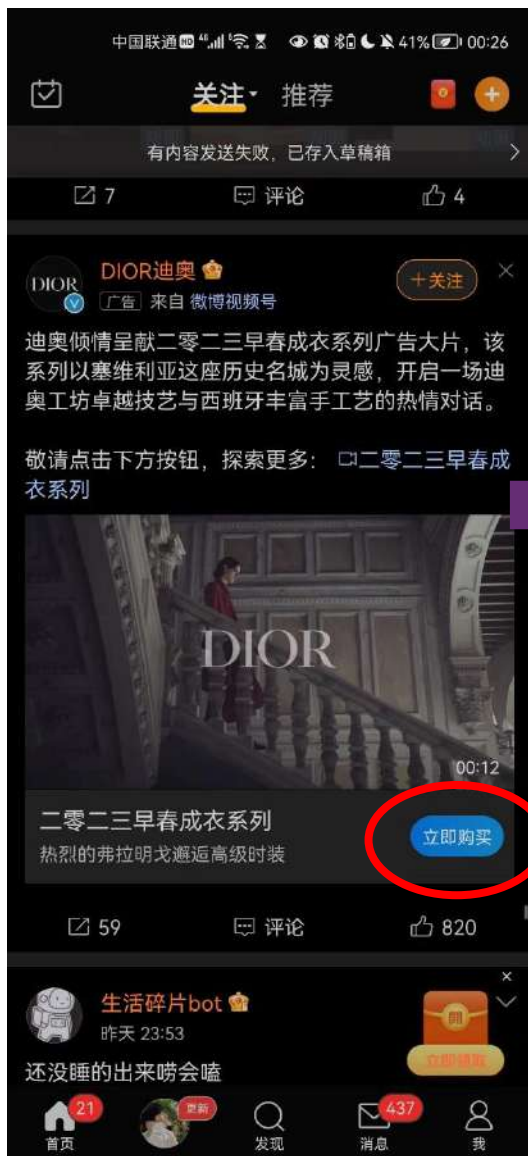 中国联通 HD 41% 00:26
关注 推荐
有内容发送失败，已存入草稿箱
7 评论 4
DIOR DIOR迪奥 +关注
广告 来自 微博视频号
迪奥倾情呈献二零二三早春成衣系列广告大片，该
系列以塞维利亚这座历史名城为灵感，开启一场迪
奥工坊卓越技艺与西班牙丰富手工艺的热情对话。
敬请点击下方按钮，探索更多： 二零二三早春成
衣系列
DIOR
00:12
二零二三早春成衣系列
热烈的弗拉明戈邂逅高级时装
立即购买
59 评论 820
生活碎片bot
昨天 23:53
開
立即领取
还没睡的出来唠会嗑
21 更新 437
首页 发现 消息 我